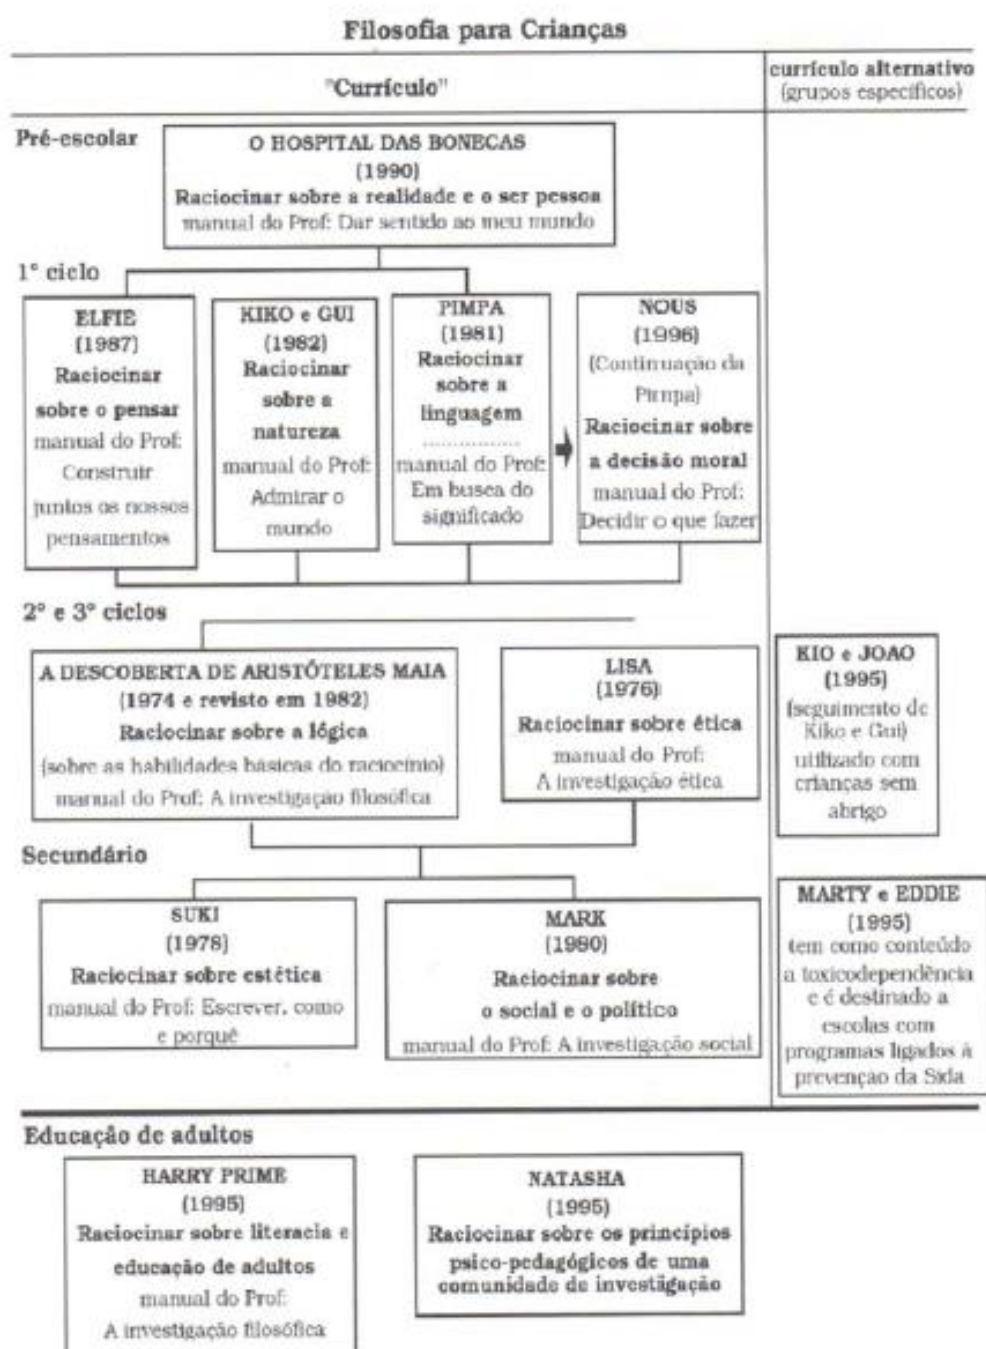 Filosofia para Crianças
"Currículo"
currículo alternativo
(grupos específicos)
Pré-escolar
O HOSPITAL DAS BONECAS
(1990)
Raciocinar sobre a realidade e o ser pessoa
manual do Prof: Dar sentido ao meu mundo
1° ciclo
ELFIE
(1987)
Raciocinar
sobre o pensar
manual do Prof:
Construir
juntos os nossos
pensamentos
KIKO e GUI
(1982)
Raciocinar
sobre a
natureza
manual do Prof:
Admirar o
mundo
PIMPA
(1981)
Raciocinar
sobre a
linguagem
....................
manual do Prof:
Em busca do
significado
NOUS
(1996)
(Continuação da
Pimpa)
Raciocinar sobre
a decisão moral
manual do Prof:
Decidir o que fazer
2° e 3° ciclos
A DESCOBERTA DE ARISTÓTELES MAIA
(1974 e revisto em 1982)
Raciocinar sobre a lógica
(sobre as habilidades básicas do raciocínio)
manual do Prof: A investigação filosófica
LISA
(1976)
Raciocinar sobre ética
manual do Prof:
A investigação ética
KIO e JOAO
(1995)
(seguimento de
Kiko e Gui)
utilizado com
crianças sem
abrigo
Secundário
SUKI
(1978)
Raciocinar sobre estética
manual do Prof: Escrever, como
e porquê
MARK
(1980)
Raciocinar sobre
o social e o político
manual do Prof: A investigação social
MARTY e EDDIE
(1995)
tem como conteúdo
a toxicodependência
e é destinado a
escolas com
programas ligados à
prevenção da Sida
Educação de adultos
HARRY PRIME
(1995)
Raciocinar sobre literacia e
educação de adultos
manual do Prof:
A investigação filosófica
NATASHA
(1995)
Raciocinar sobre os princípios
psico-pedagógicos de uma
comunidade de investigação